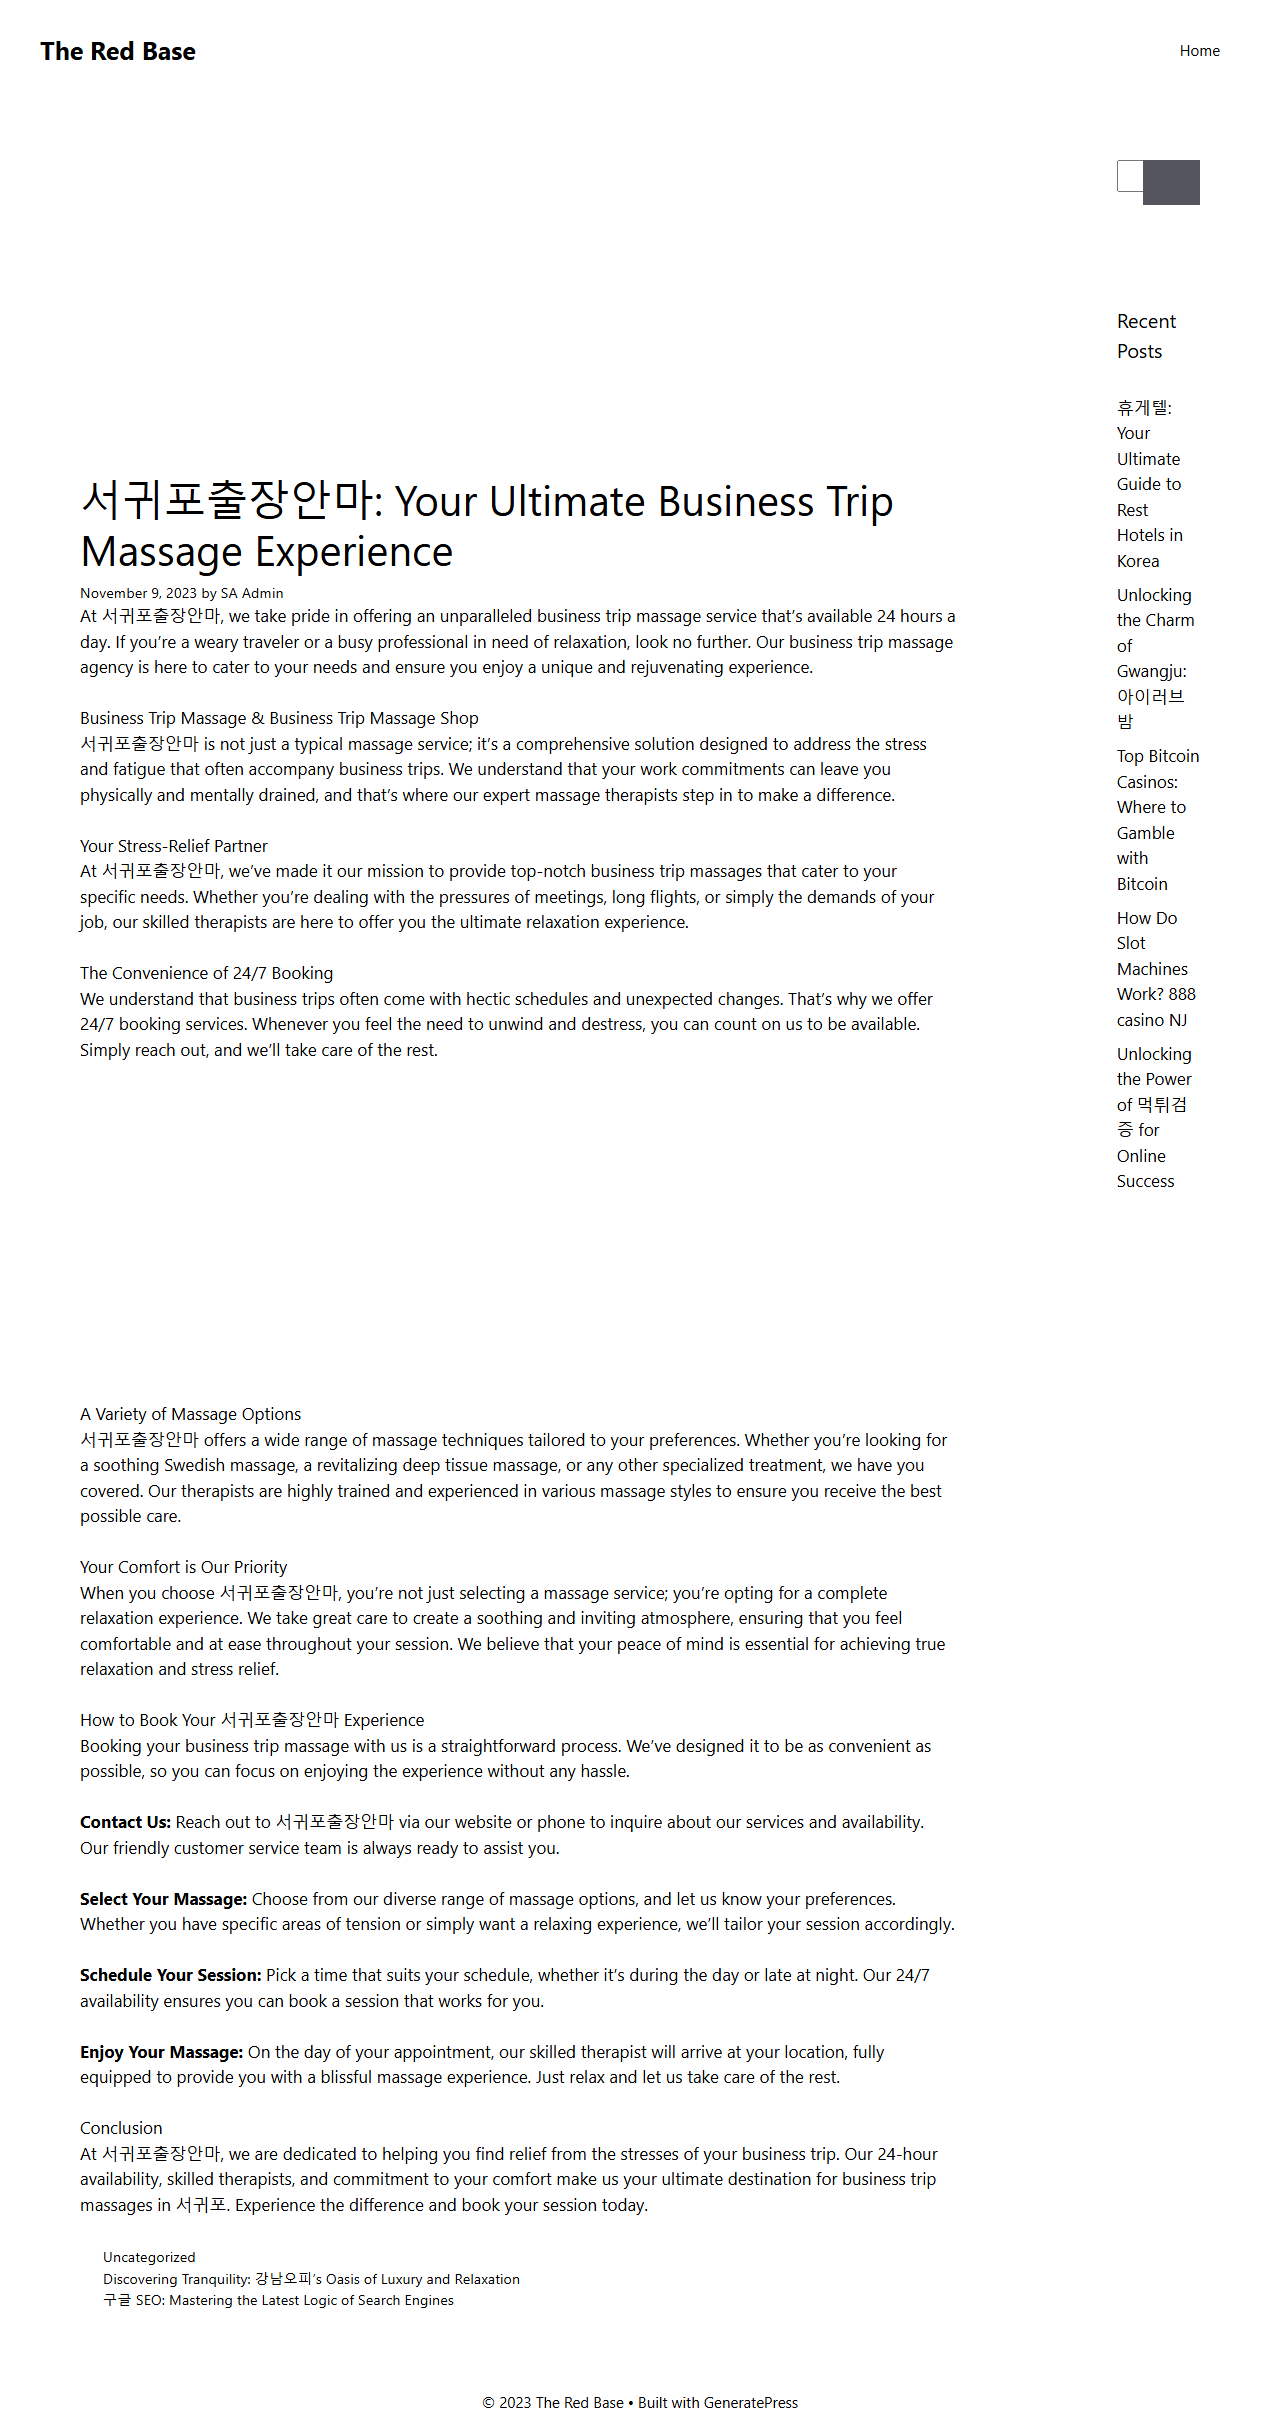 The Red Base
Home
서귀포출장안마: Your Ultimate Business Trip
Massage Experience
November 9, 2023 by SA Admin
At 서귀포출장안마, we take pride in offering an unparalleled business trip massage service that’s available 24 hours a
day. If you’re a weary traveler or a busy professional in need of relaxation, look no further. Our business trip massage
agency is here to cater to your needs and ensure you enjoy a unique and rejuvenating experience.
Business Trip Massage & Business Trip Massage Shop
서귀포출장안마 is not just a typical massage service; it’s a comprehensive solution designed to address the stress
and fatigue that often accompany business trips. We understand that your work commitments can leave you
physically and mentally drained, and that’s where our expert massage therapists step in to make a difference.
Your Stress-Relief Partner
At 서귀포출장안마, we’ve made it our mission to provide top-notch business trip massages that cater to your
specific needs. Whether you’re dealing with the pressures of meetings, long flights, or simply the demands of your
job, our skilled therapists are here to offer you the ultimate relaxation experience.
The Convenience of 24/7 Booking
We understand that business trips often come with hectic schedules and unexpected changes. That’s why we offer
24/7 booking services. Whenever you feel the need to unwind and destress, you can count on us to be available.
Simply reach out, and we’ll take care of the rest.
A Variety of Massage Options
서귀포출장안마 offers a wide range of massage techniques tailored to your preferences. Whether you’re looking for
a soothing Swedish massage, a revitalizing deep tissue massage, or any other specialized treatment, we have you
covered. Our therapists are highly trained and experienced in various massage styles to ensure you receive the best
possible care.
Your Comfort is Our Priority
When you choose 서귀포출장안마, you’re not just selecting a massage service; you’re opting for a complete
relaxation experience. We take great care to create a soothing and inviting atmosphere, ensuring that you feel
comfortable and at ease throughout your session. We believe that your peace of mind is essential for achieving true
relaxation and stress relief.
How to Book Your 서귀포출장안마 Experience
Booking your business trip massage with us is a straightforward process. We’ve designed it to be as convenient as
possible, so you can focus on enjoying the experience without any hassle.
Contact Us: Reach out to 서귀포출장안마 via our website or phone to inquire about our services and availability.
Our friendly customer service team is always ready to assist you.
Select Your Massage: Choose from our diverse range of massage options, and let us know your preferences.
Whether you have specific areas of tension or simply want a relaxing experience, we’ll tailor your session accordingly.
Schedule Your Session: Pick a time that suits your schedule, whether it’s during the day or late at night. Our 24/7
availability ensures you can book a session that works for you.
Enjoy Your Massage: On the day of your appointment, our skilled therapist will arrive at your location, fully
equipped to provide you with a blissful massage experience. Just relax and let us take care of the rest.
Conclusion
At 서귀포출장안마, we are dedicated to helping you find relief from the stresses of your business trip. Our 24-hour
availability, skilled therapists, and commitment to your comfort make us your ultimate destination for business trip
massages in 서귀포. Experience the difference and book your session today.
Uncategorized
Discovering Tranquility: 강남오피’s Oasis of Luxury and Relaxation
구글 SEO: Mastering the Latest Logic of Search Engines
Recent
Posts
휴게텔:
Your
Ultimate
Guide to
Rest
Hotels in
Korea
Unlocking
the Charm
of
Gwangju:
아이러브
밤
Top Bitcoin
Casinos:
Where to
Gamble
with
Bitcoin
How Do
Slot
Machines
Work? 888
casino NJ
Unlocking
the Power
of 먹튀검
증 for
Online
Success
© 2023 The Red Base • Built with GeneratePress